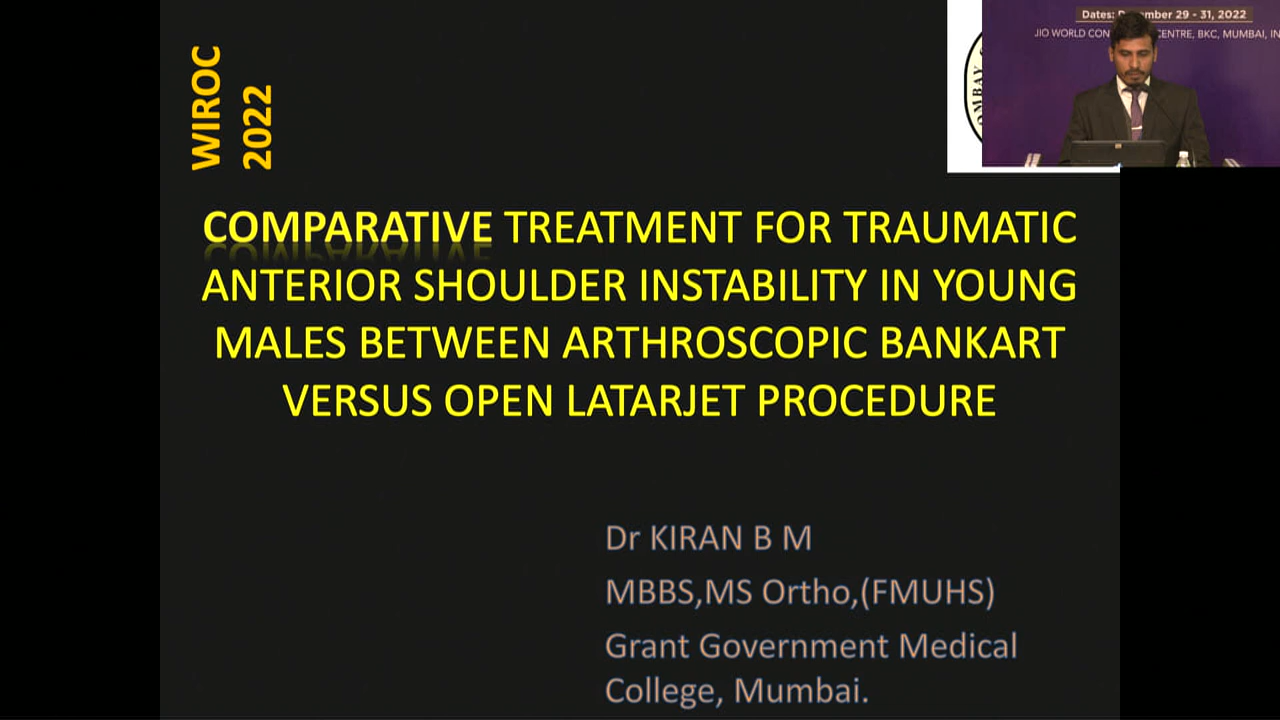 WIROC
2022
Dates: December 29 - 31, 2022
JIO WORLD CON CENTRE, BKC, MUMBAI, IN
COMPARATIVE TREATMENT FOR TRAUMATIC
ANTERIOR SHOULDER INSTABILITY IN YOUNG
MALES BETWEEN ARTHROSCOPIC BANKART
VERSUS OPEN LATARJET PROCEDURE
Dr KIRAN B M
MBBS,MS Ortho,(FMUHS)
Grant Government Medical
College, Mumbai.